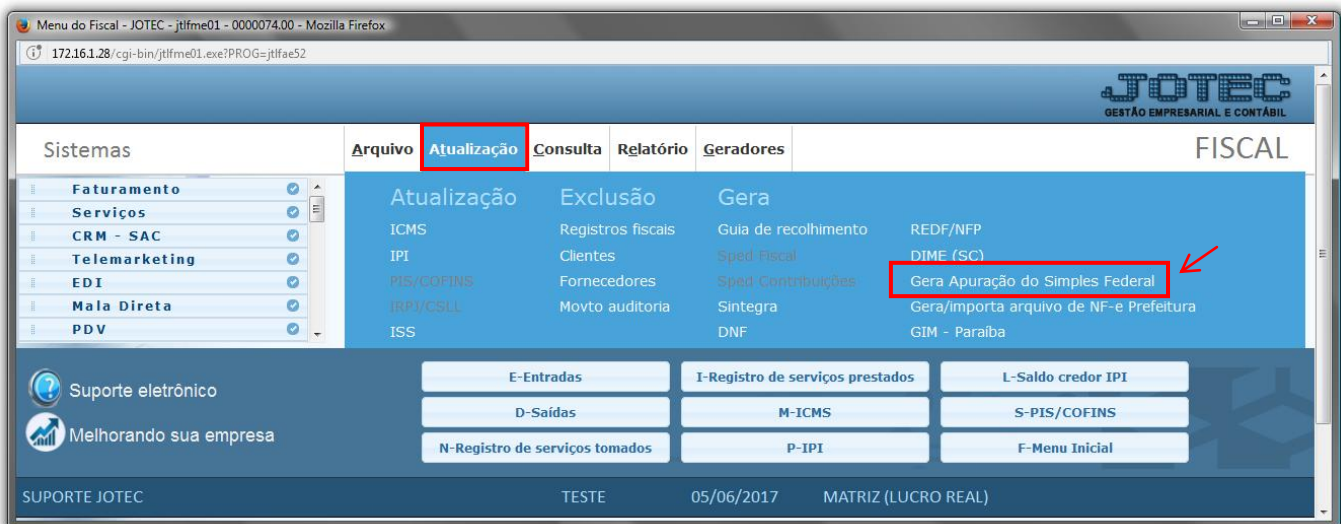 Menu do Fiscal - JOTEC - jtlfme01 - 0000074.00 - Mozilla Firefox
172.16.1.28/cgi-bin/jtlfme01.exe?PROG=jtlfae52
JOTEC
GESTÃO EMPRESARIAL E CONTÁBIL
Sistemas
Arquivo Atualização Consulta Relatório Geradores
FISCAL
Faturamento
Serviços
CRM - SAC
Telemarketing
EDI
Mala Direta
PDV
Atualização
ICMS
IPI
PIS/COFINS
IRPJ/CSLL
ISS
Exclusão
Registros fiscais
Clientes
Fornecedores
Movto auditoria
Gera
Guia de recolhimento
Sped Fiscal
Sped Contribuições
Sintegra
DNF
REDF/NFP
DIME (SC)
Gera Apuração do Simples Federal
Gera/importa arquivo de NF-e Prefeitura
GIM - Paraíba
Suporte eletrônico
Melhorando sua empresa
E-Entradas I-Registro de serviços prestados L-Saldo credor IPI
D-Saídas M-ICMS S-PIS/COFINS
N-Registro de serviços tomados P-IPI F-Menu Inicial
SUPORTE JOTEC TESTE 05/06/2017 MATRIZ (LUCRO REAL)